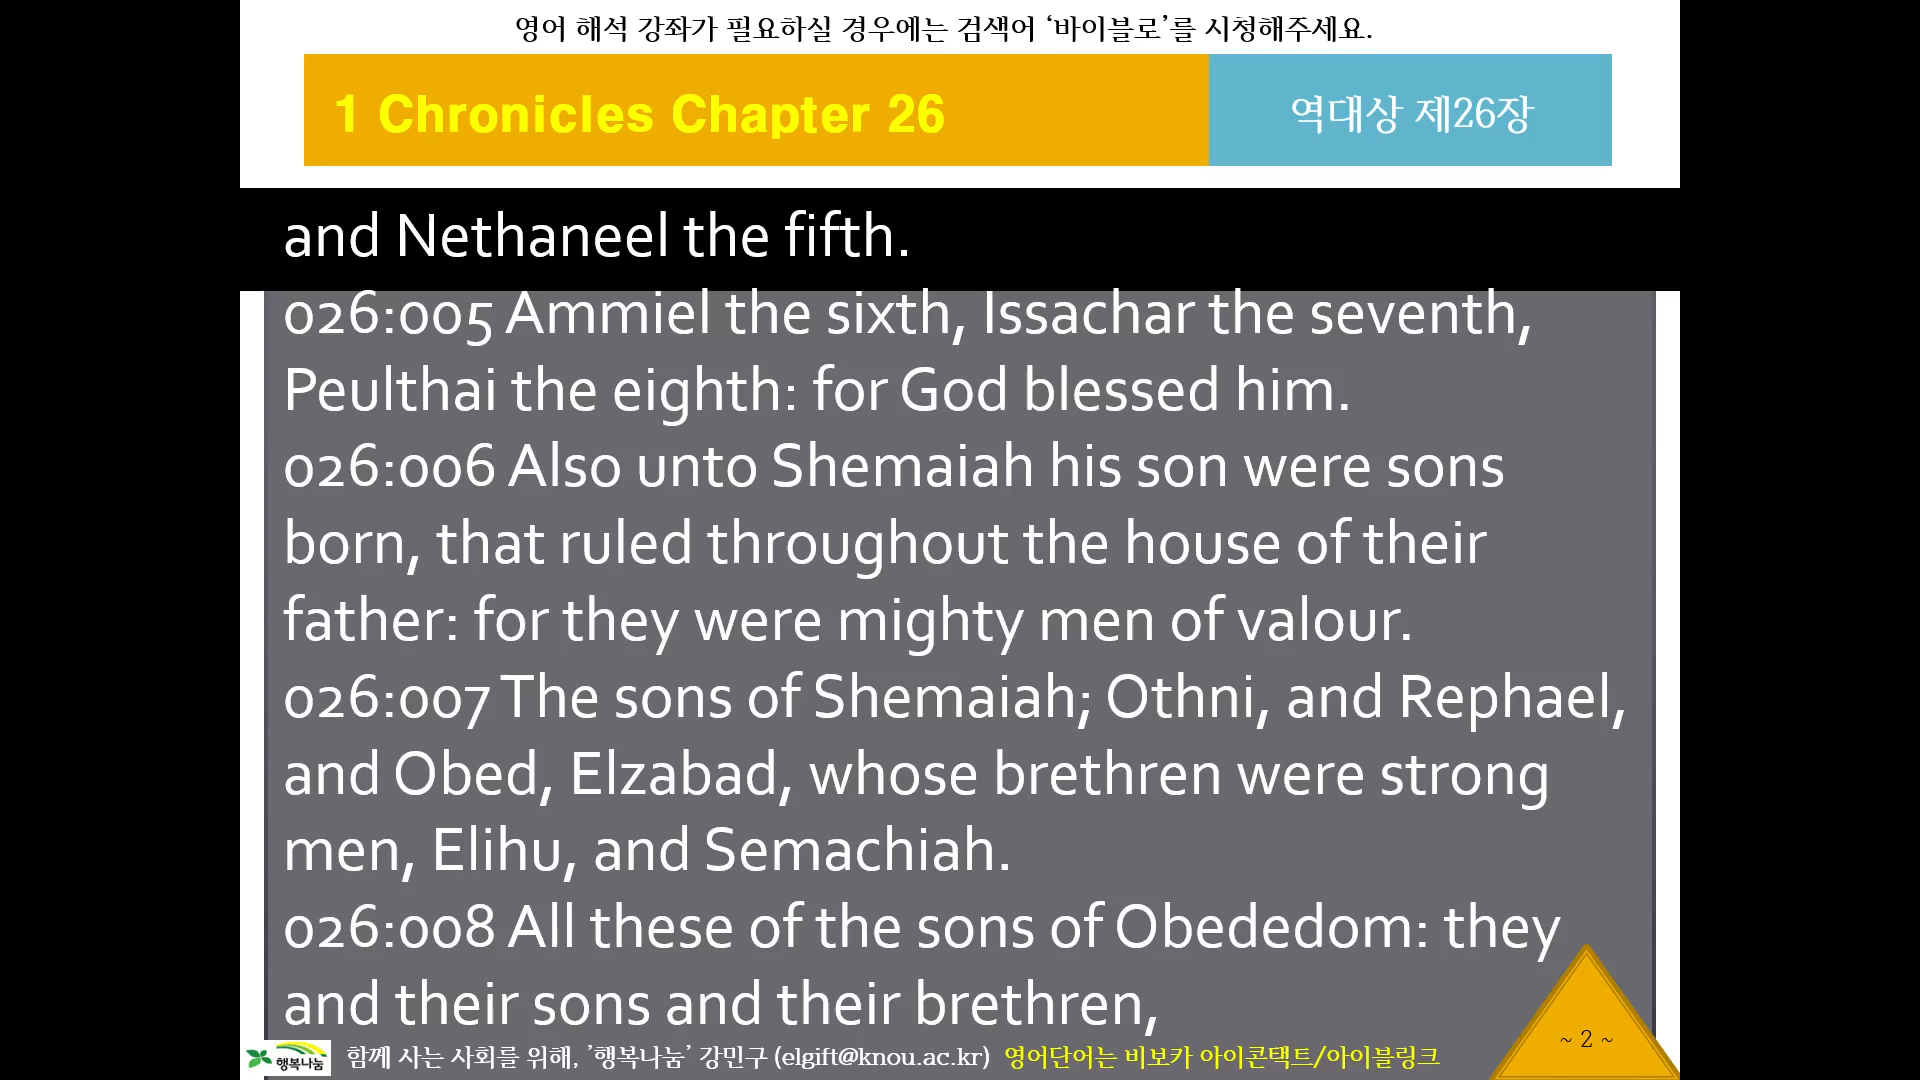 영어 해석 강좌가 필요하실 경우에는 검색어 ‘바이블로’를 시청해주세요.
1 Chronicles Chapter 26
역대상 제26장
and Nethaneel the fifth.
026:005 Ammiel the sixth, Issachar the seventh,
Peulthai the eighth: for God blessed him.
026:006 Also unto Shemaiah his son were sons
born, that ruled throughout the house of their
father: for they were mighty men of valour.
026:007 The sons of Shemaiah; Othni, and Rephael,
and Obed, Elzabad, whose brethren were strong
men, Elihu, and Semachiah.
026:008 All these of the sons of Obededom: they
and their sons and their brethren,
~ 2 ~
행복나눔
함께 사는 사회를 위해, ’행복나눔’ 강민구 (elgift@knou.ac.kr) 영어단어는 비보카 아이콘택트/아이블링크